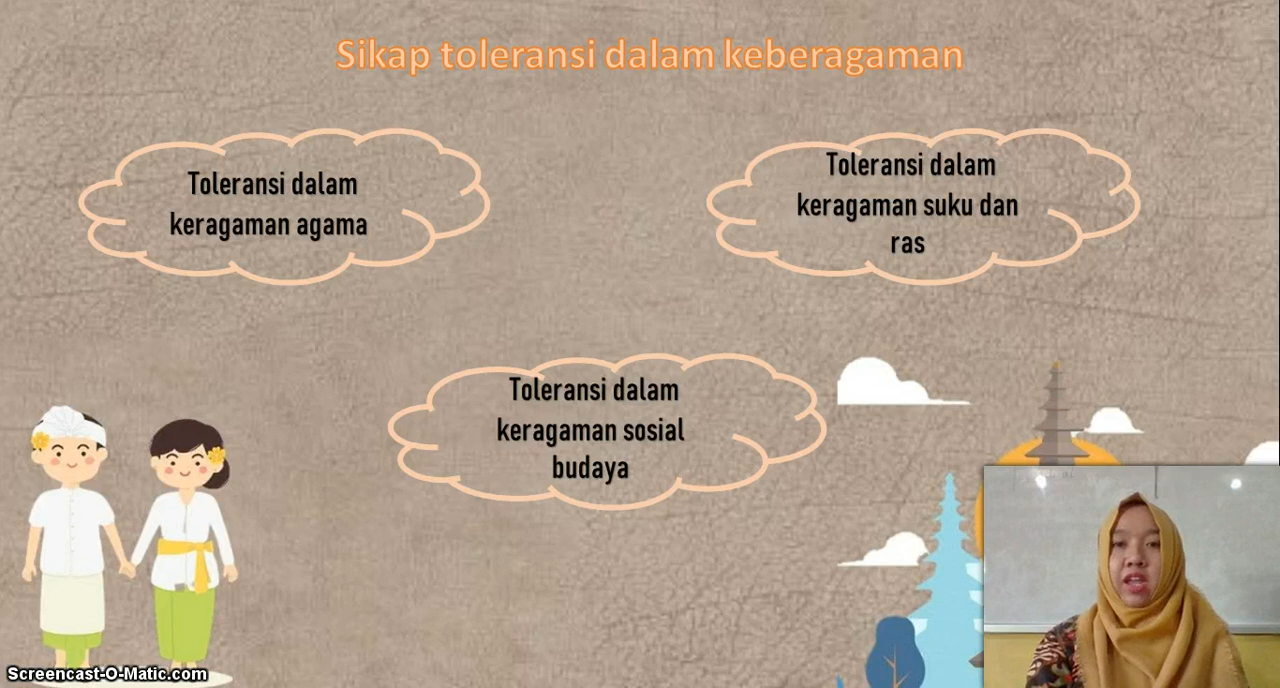 Sikap toleransi dalam keberagaman
Toleransi dalam
keragaman agama
Toleransi dalam
keragaman suku dan
ras
Toleransi dalam
keragaman sosial
budaya
Screencast-O-Matic.com